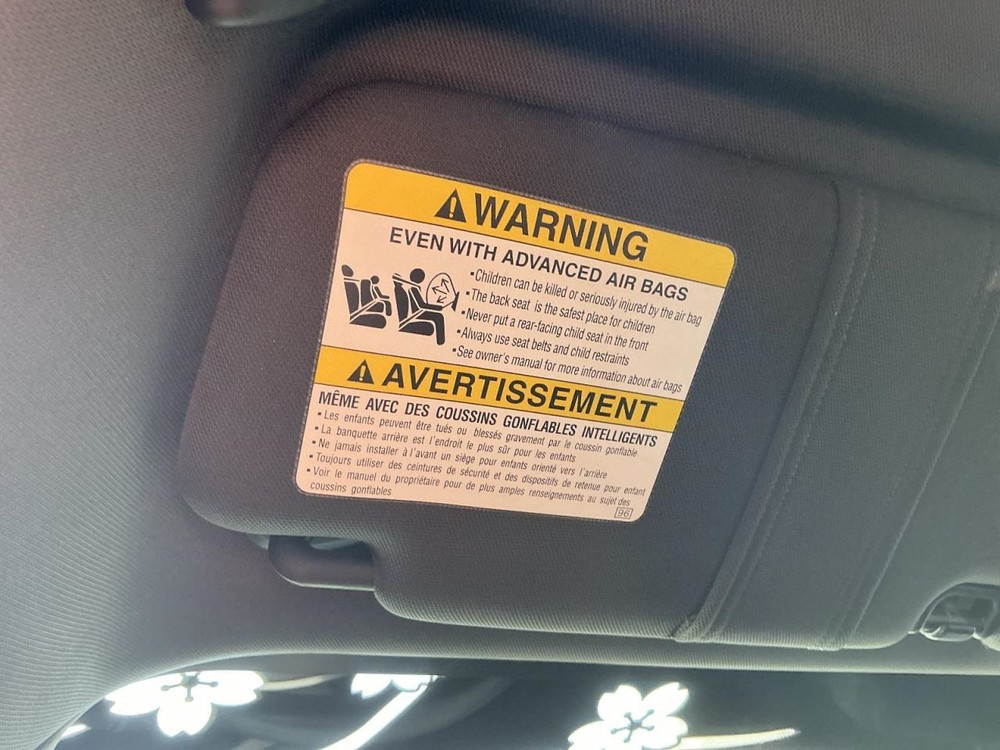 WARNING
EVEN WITH ADVANCED AIR BAGS
•Children can be killed or seriously injured by the air bag
•The back seat is the safest place for children
•Never put a rear-facing child seat in the front
•Always use seat belts and child restraints
•See owner's manual for more information about air bags
AVERTISSEMENT
MÊME AVEC DES COUSSINS GONFLABLES INTELLIGENTS
•Les enfants peuvent être tués ou blessés gravement par le coussin gonflable
•La banquette arrière est l'endroit le plus sûr pour les enfants
•Ne jamais installer à l'avant un siège pour enfants orienté vers l'arrière
•Toujours utiliser des ceintures de sécurité et des dispositifs de retenue pour enfant
•Voir le manuel du propriétaire pour de plus amples renseignements au sujet des
coussins gonflables
96